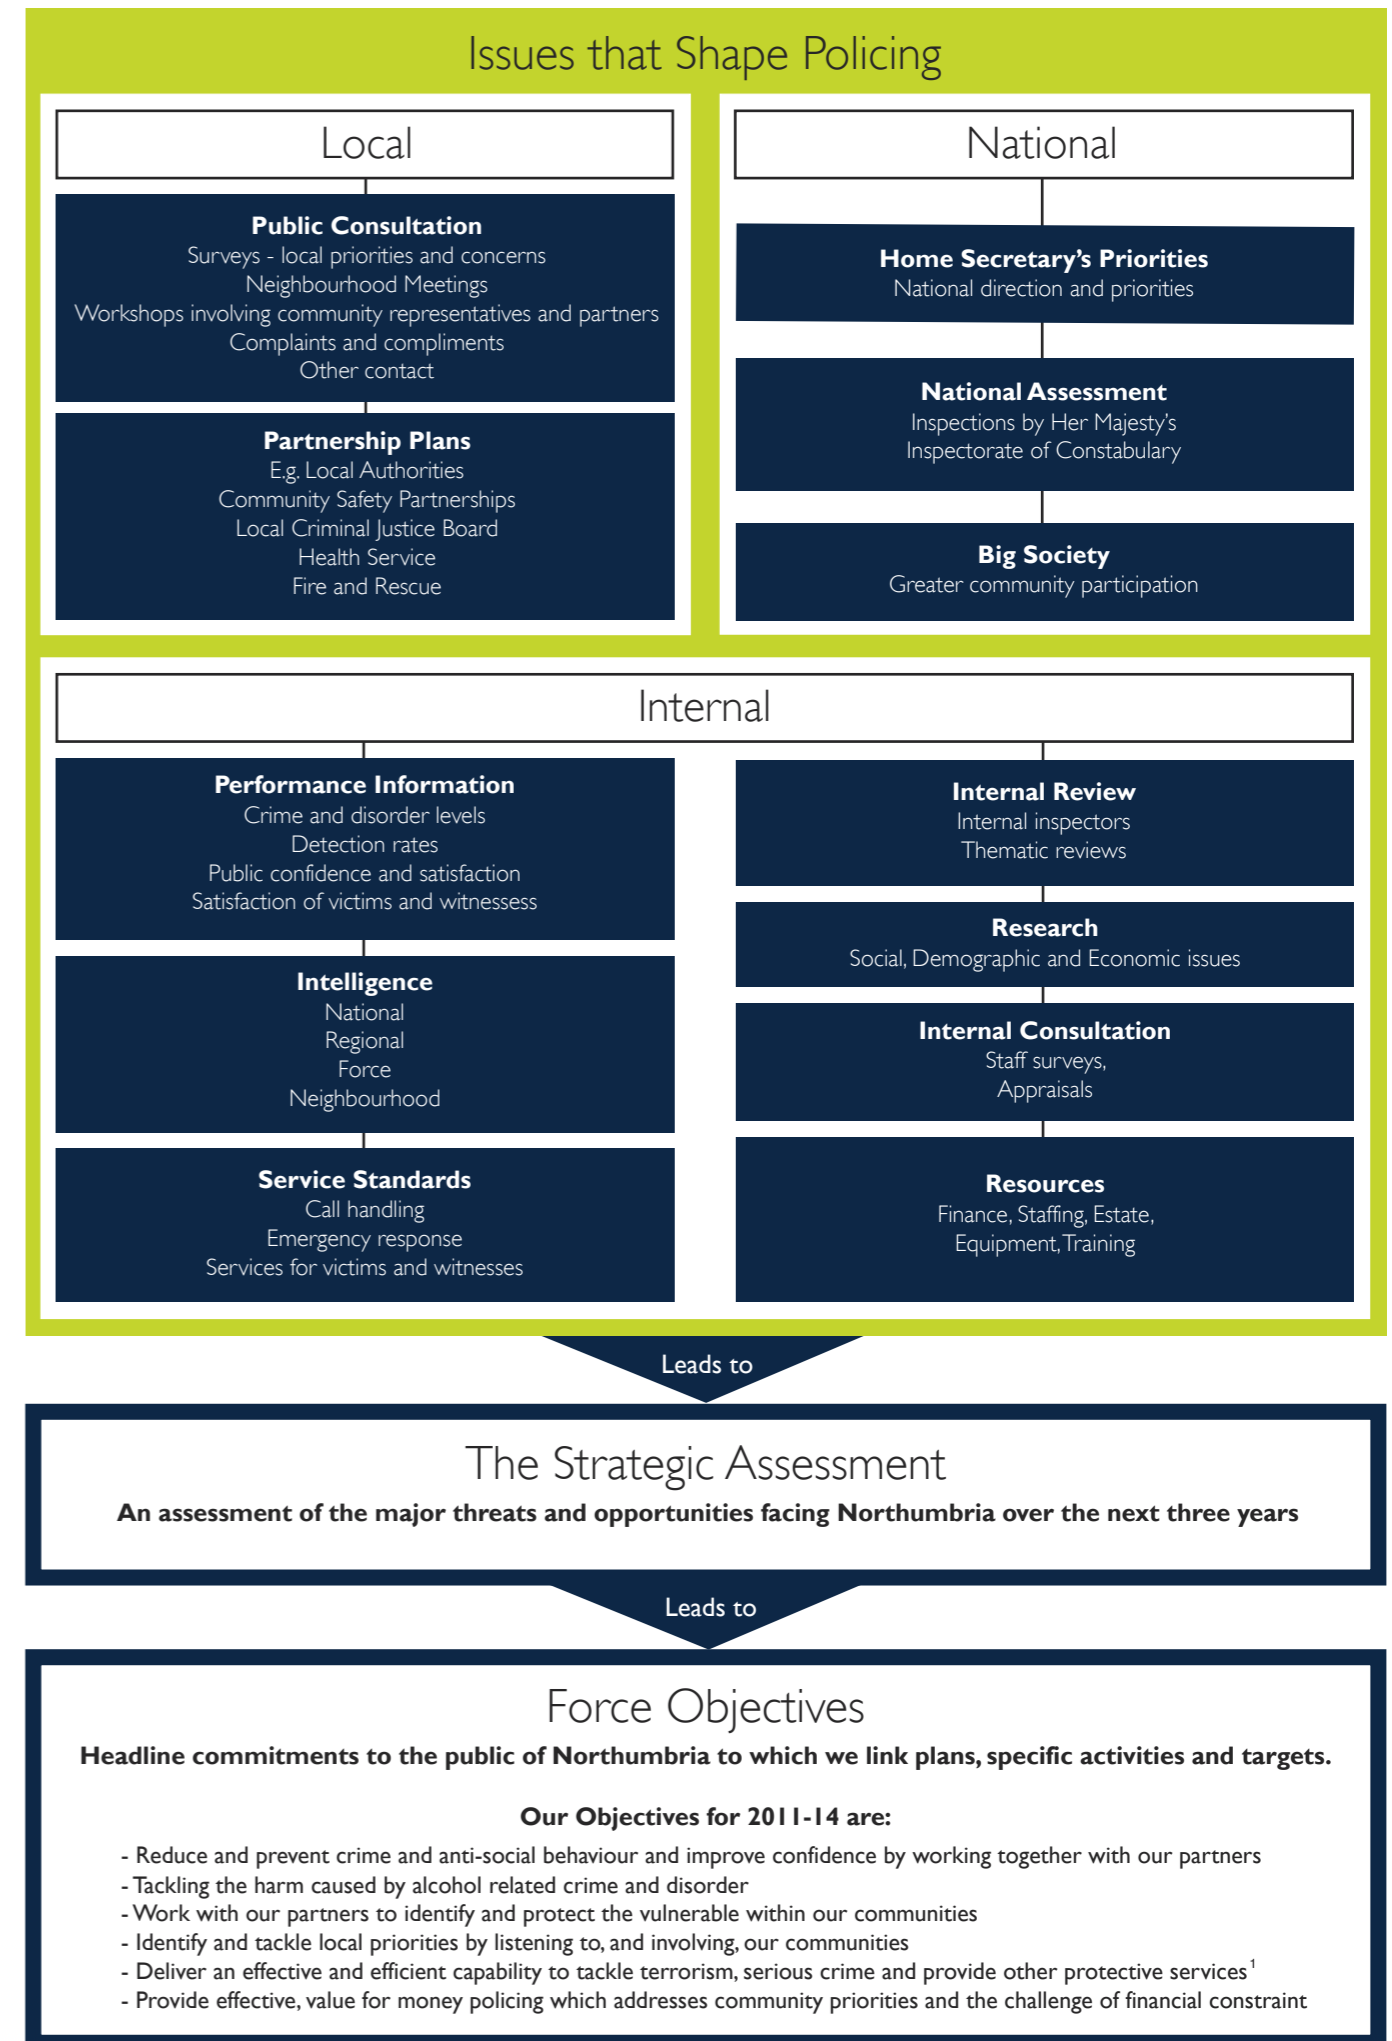 Issues that Shape Policing
Local
Public Consultation
Surveys - local priorities and concerns
Neighbourhood Meetings
Workshops involving community representatives and partners
Complaints and compliments
Other contact
Partnership Plans
E.g. Local Authorities
Community Safety Partnerships
Local Criminal Justice Board
Health Service
Fire and Rescue
National
Home Secretary’s Priorities
National direction and priorities
National Assessment
Inspections by Her Majesty’s
Inspectorate of Constabulary
Big Society
Greater community participation
Internal
Performance Information
Crime and disorder levels
Detection rates
Public confidence and satisfaction
Satisfaction of victims and witnessess
Intelligence
National
Regional
Force
Neighbourhood
Service Standards
Call handling
Emergency response
Services for victims and witnesses
Internal Review
Internal inspectors
Thematic reviews
Research
Social, Demographic and Economic issues
Internal Consultation
Staff surveys,
Appraisals
Resources
Finance, Staffing, Estate,
Equipment, Training
Leads to
The Strategic Assessment
An assessment of the major threats and opportunities facing Northumbria over the next three years
Leads to
Force Objectives
Headline commitments to the public of Northumbria to which we link plans, specific activities and targets.
Our Objectives for 2011-14 are:
- Reduce and prevent crime and anti-social behaviour and improve confidence by working together with our partners
- Tackling the harm caused by alcohol related crime and disorder
- Work with our partners to identify and protect the vulnerable within our communities
- Identify and tackle local priorities by listening to, and involving, our communities
- Deliver an effective and efficient capability to tackle terrorism, serious crime and provide other protective services¹
- Provide effective, value for money policing which addresses community priorities and the challenge of financial constraint